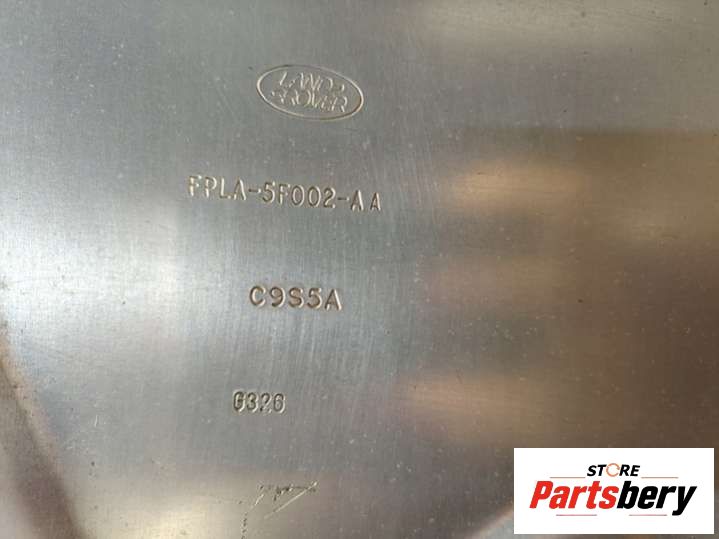 LAND-
-ROVER
FPLA-5F002-AA
C9S5A
G326
STORE
Partsbery